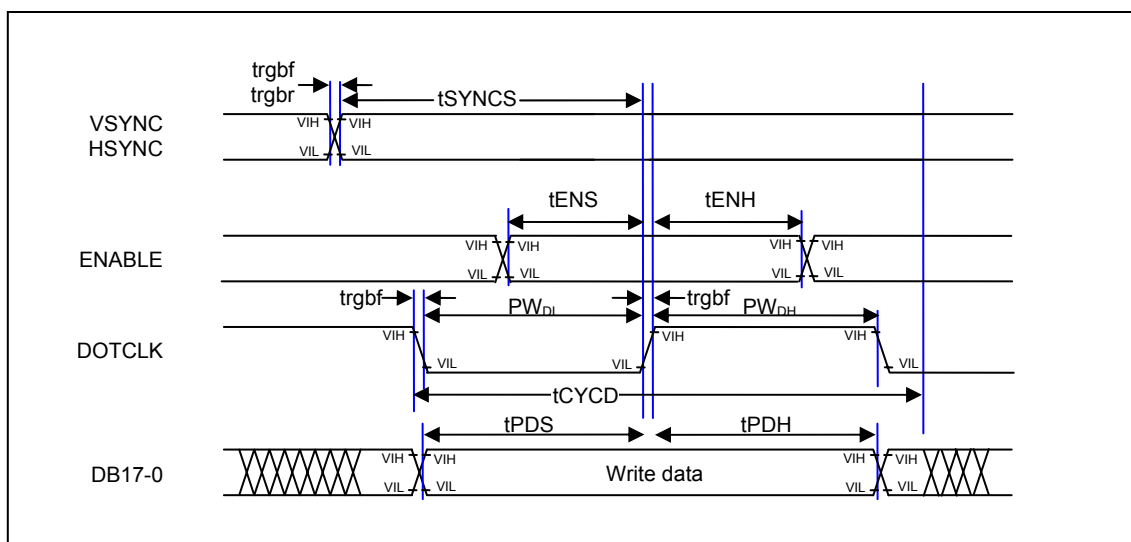 trgbf
trgbr
tSYNCS
VSYNC
HSYNC
VIH VIH
VIL VIL
tENS tENH
ENABLE
VIH VIH VIH VIH
VIL VIL VIL VIL
trgbf PWDL trgbf PWDH
DOTCLK
VIH VIH VIH
VIL VIL VIL
tCYCD
tPDS tPDH
DB17-0
VIH VIH Write data VIH VIH
VIL VIL VIL VIL